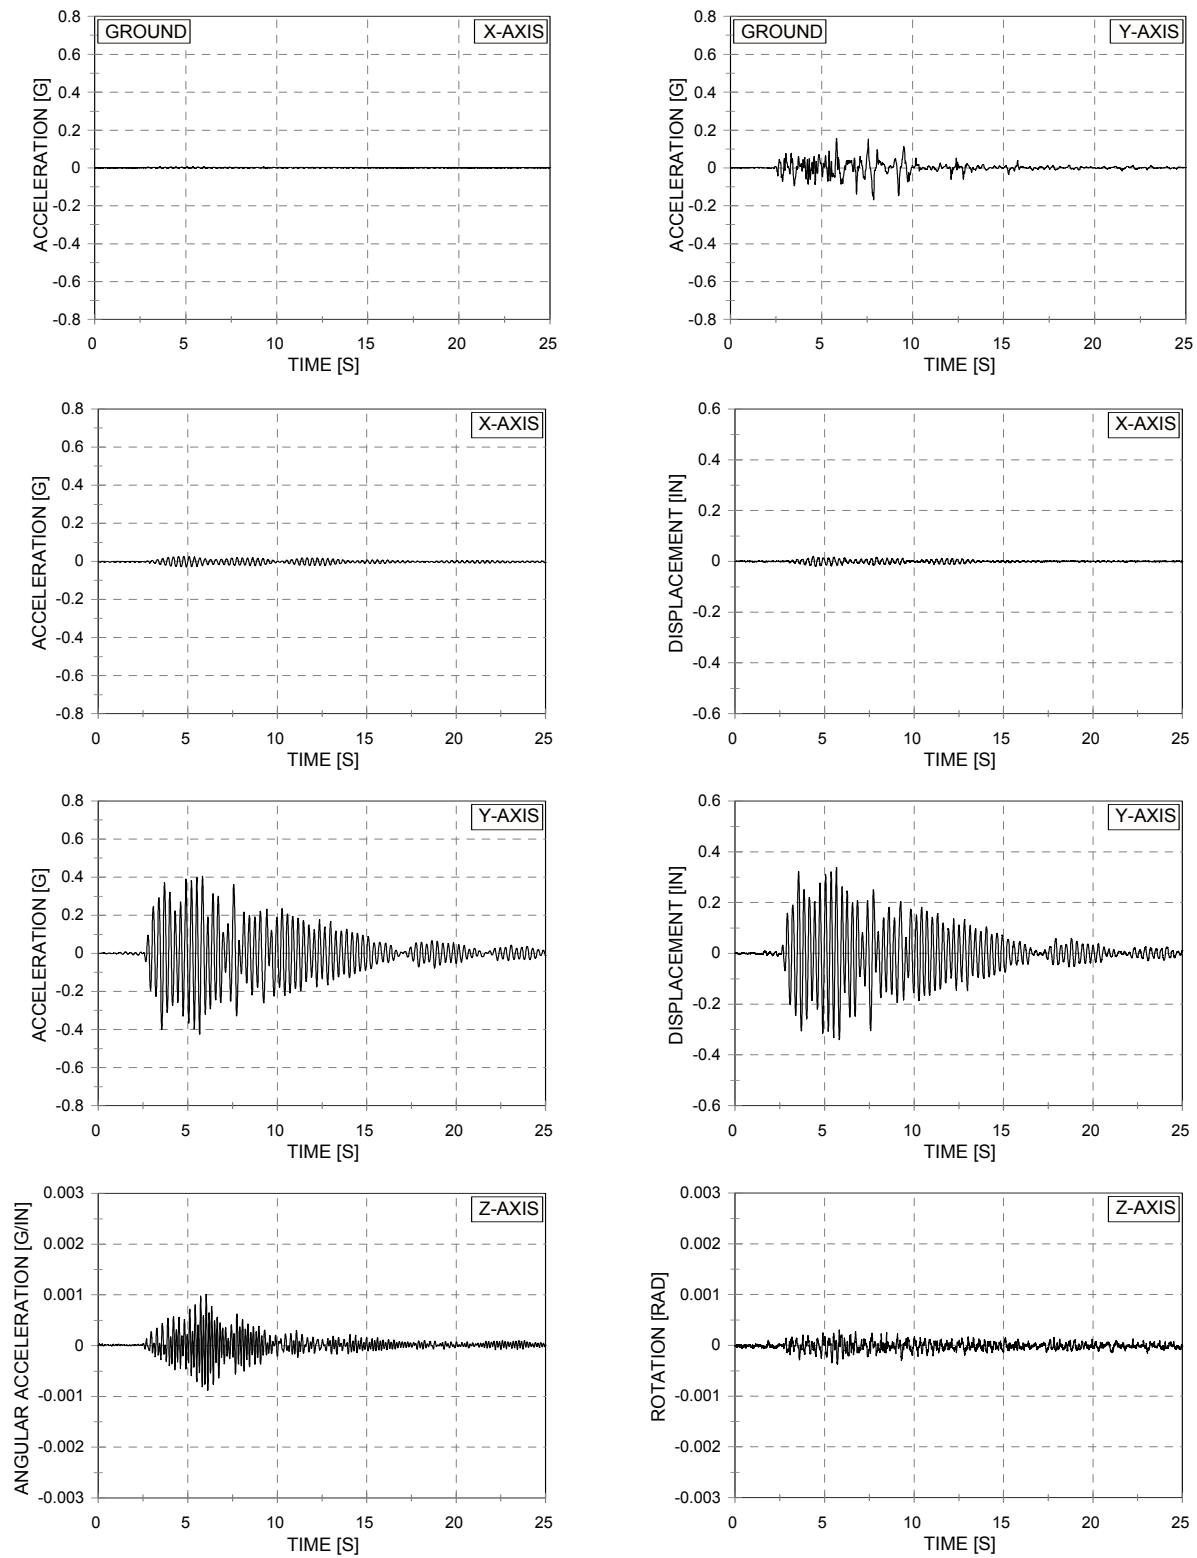 0.8
GROUND X-AXIS
0.6
0.4
0.2
0
-0.2
-0.4
-0.6
-0.8
ACCELERATION [G]
0 5 10 15 20 25
TIME [S]
0.8
GROUND Y-AXIS
0.6
0.4
0.2
0
-0.2
-0.4
-0.6
-0.8
ACCELERATION [G]
0 5 10 15 20 25
TIME [S]
0.8
X-AXIS
0.6
0.4
0.2
0
-0.2
-0.4
-0.6
-0.8
ACCELERATION [G]
0 5 10 15 20 25
TIME [S]
0.6
X-AXIS
0.4
0.2
0
-0.2
-0.4
-0.6
DISPLACEMENT [IN]
0 5 10 15 20 25
TIME [S]
0.8
Y-AXIS
0.6
0.4
0.2
0
-0.2
-0.4
-0.6
-0.8
ACCELERATION [G]
0 5 10 15 20 25
TIME [S]
0.6
Y-AXIS
0.4
0.2
0
-0.2
-0.4
-0.6
DISPLACEMENT [IN]
0 5 10 15 20 25
TIME [S]
0.003
Z-AXIS
0.002
0.001
0
-0.001
-0.002
-0.003
ANGULAR ACCELERATION [G/IN]
0 5 10 15 20 25
TIME [S]
0.003
Z-AXIS
0.002
0.001
0
-0.001
-0.002
-0.003
ROTATION [RAD]
0 5 10 15 20 25
TIME [S]